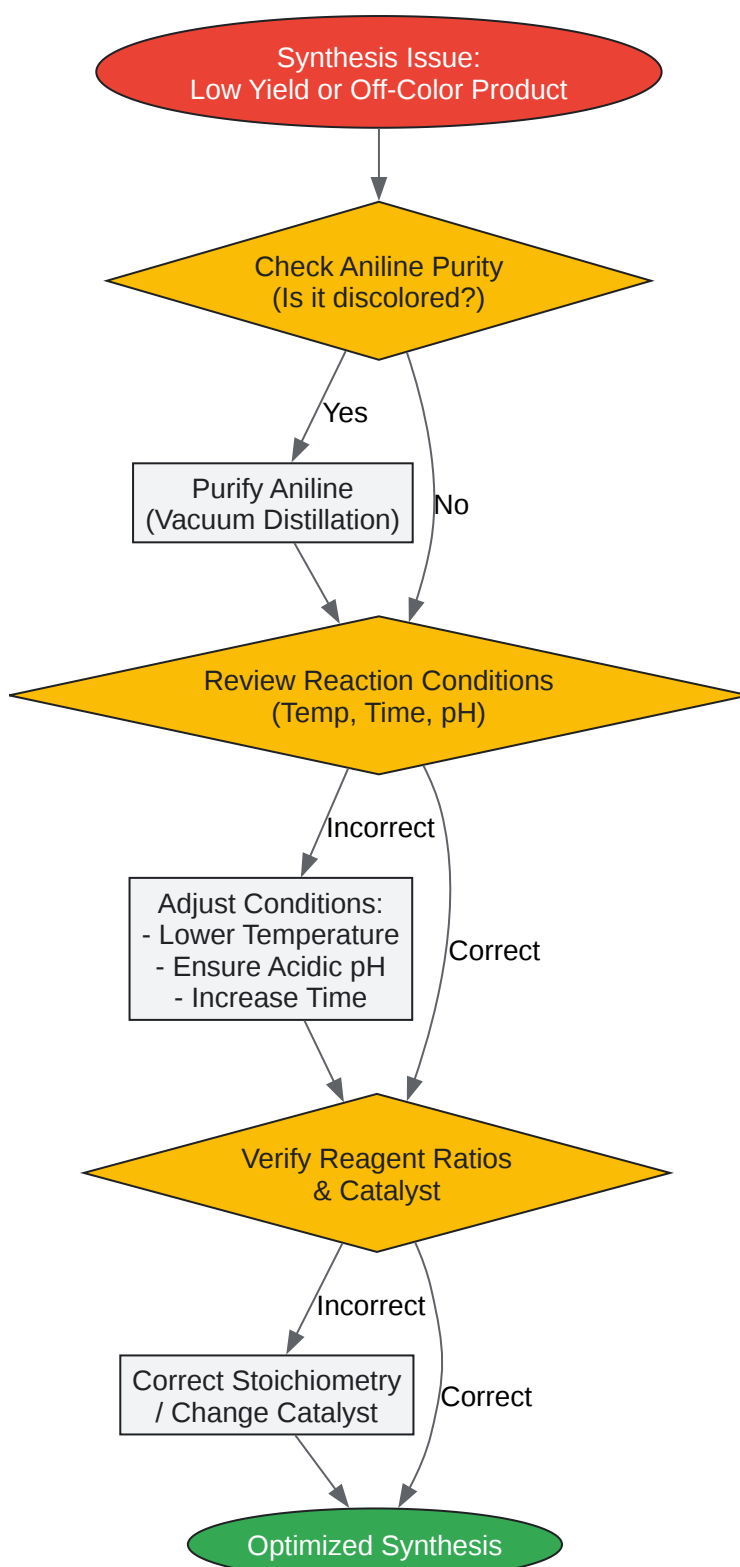 Synthesis Issue:
Low Yield or Off-Color Product
Check Aniline Purity
(Is it discolored?)
Yes
Purify Aniline
(Vacuum Distillation)
No
Review Reaction Conditions
(Temp, Time, pH)
Incorrect
Adjust Conditions:
- Lower Temperature
- Ensure Acidic pH
- Increase Time
Correct
Verify Reagent Ratios
& Catalyst
Incorrect
Correct Stoichiometry
/ Change Catalyst
Correct
Optimized Synthesis